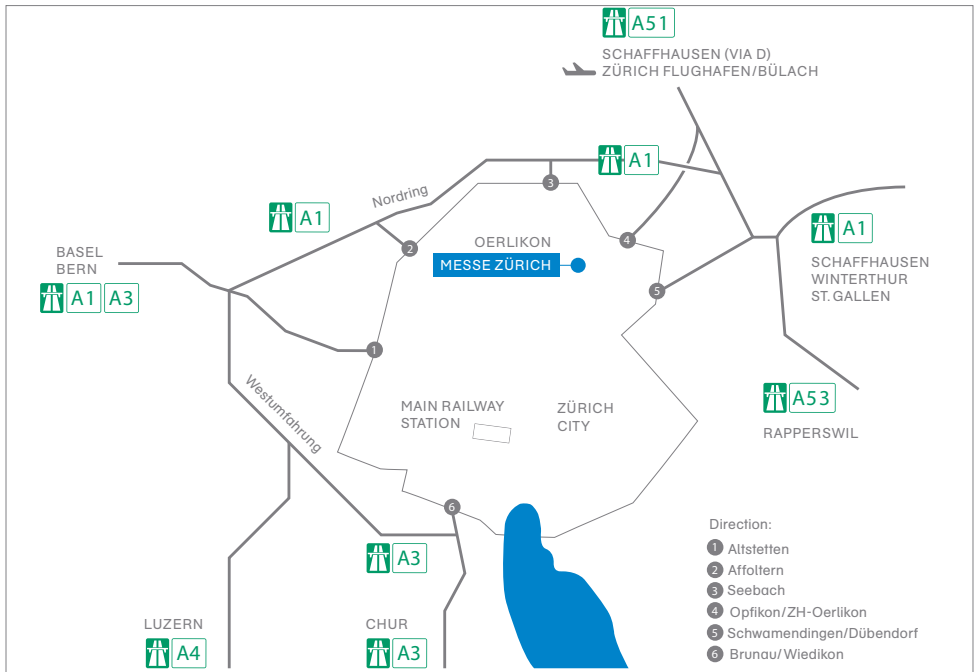 A51
SCHAFFHAUSEN (VIA D)
ZÜRICH FLUGHAFEN/BÜLACH
A1
Nordring
A1
BASEL
BERN
A1 A3
OERLIKON
MESSE ZÜRICH
A1
SCHAFFHAUSEN
WINTERTHUR
ST. GALLEN
3
2
4
5
1
6
Westumfahrung
MAIN RAILWAY
STATION
ZÜRICH
CITY
A53
RAPPERSWIL
A3
LUZERN
A4
CHUR
A3
Direction:
1 Altstetten
2 Affoltern
3 Seebach
4 Opfikon/ZH-Oerlikon
5 Schwamendingen/Dübendorf
6 Brunau/Wiedikon